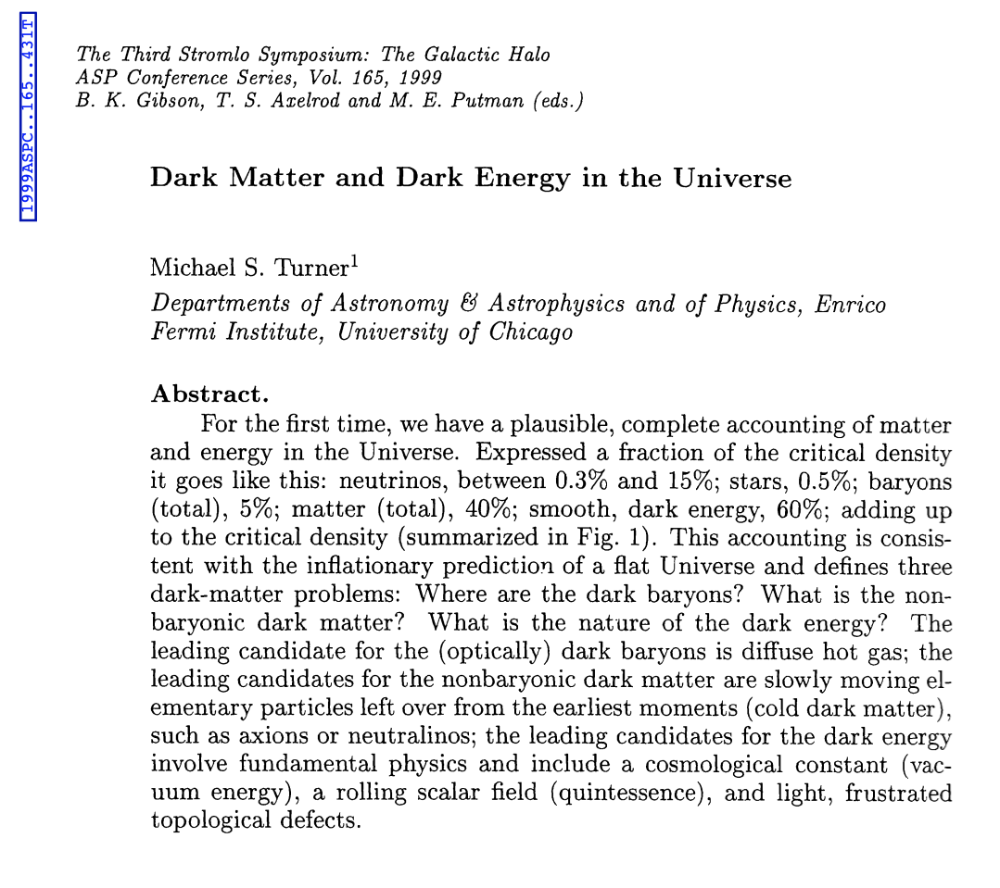 1999ASPC..165..431T
The Third Stromlo Symposium: The Galactic Halo
ASP Conference Series, Vol. 165, 1999
B. K. Gibson, T. S. Axelrod and M. E. Putman (eds.)
Dark Matter and Dark Energy in the Universe
Michael S. Turner¹
Departments of Astronomy & Astrophysics and of Physics, Enrico
Fermi Institute, University of Chicago
Abstract.
For the first time, we have a plausible, complete accounting of matter
and energy in the Universe. Expressed a fraction of the critical density
it goes like this: neutrinos, between 0.3% and 15%; stars, 0.5%; baryons
(total), 5%; matter (total), 40%; smooth, dark energy, 60%; adding up
to the critical density (summarized in Fig. 1). This accounting is consis-
tent with the inflationary prediction of a flat Universe and defines three
dark-matter problems: Where are the dark baryons? What is the non-
baryonic dark matter? What is the nature of the dark energy? The
leading candidate for the (optically) dark baryons is diffuse hot gas; the
leading candidates for the nonbaryonic dark matter are slowly moving el-
ementary particles left over from the earliest moments (cold dark matter),
such as axions or neutralinos; the leading candidates for the dark energy
involve fundamental physics and include a cosmological constant (vac-
uum energy), a rolling scalar field (quintessence), and light, frustrated
topological defects.